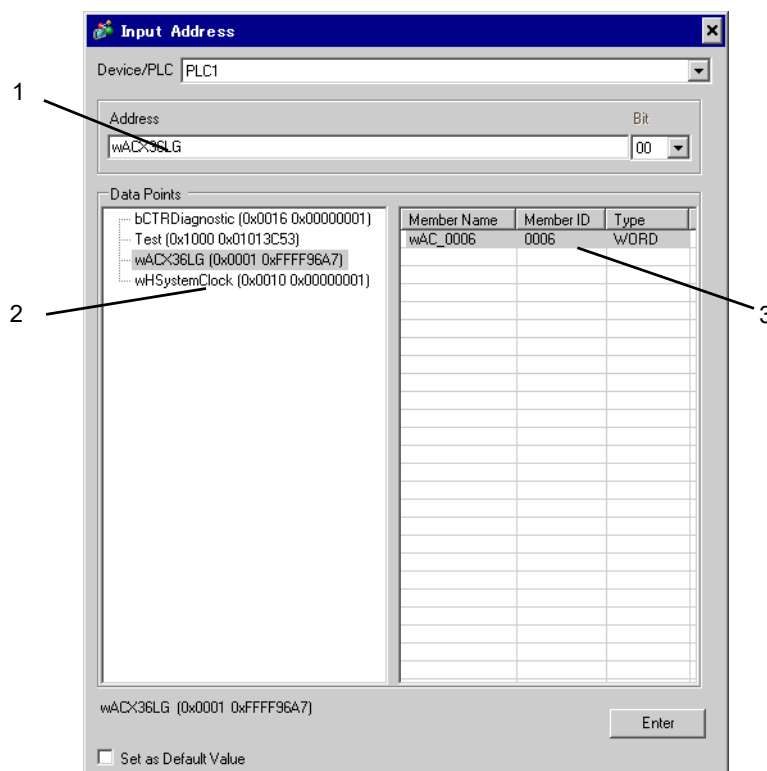 Input Address
Device/PLC PLC1
1
Address Bit
wACX36LG 00
Data Points
bCTRDiagnostic (0x0016 0x00000001)
Test (0x1000 0x01013C53)
wACX36LG (0x0001 0xFFFF96A7)
wHSystemClock (0x0010 0x00000001)
Member Name Member ID Type
wAC_0006 0006 WORD
2
3
wACX36LG (0x0001 0xFFFF96A7)
Enter
Set as Default Value